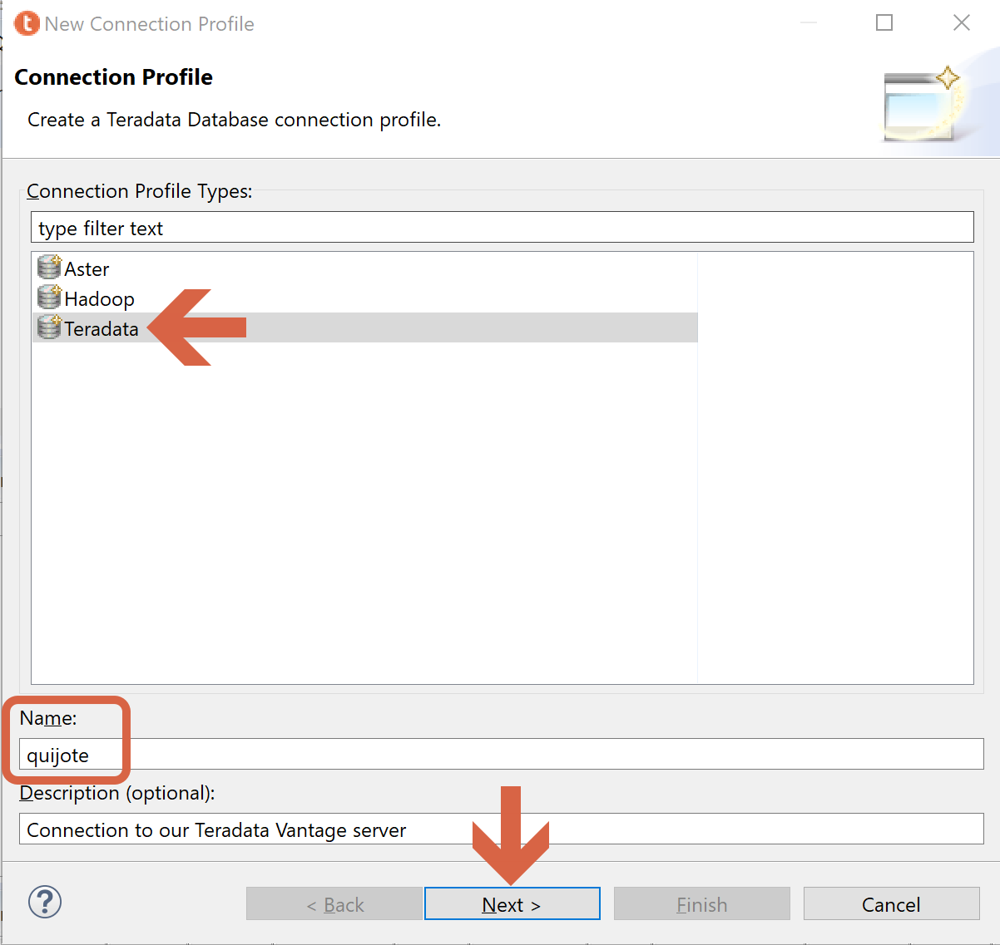 New Connection Profile
Connection Profile
Create a Teradata Database connection profile.
Connection Profile Types:
type filter text
Aster
Hadoop
Teradata
Name:
quijote
Description (optional):
Connection to our Teradata Vantage server
? < Back Next > Finish Cancel